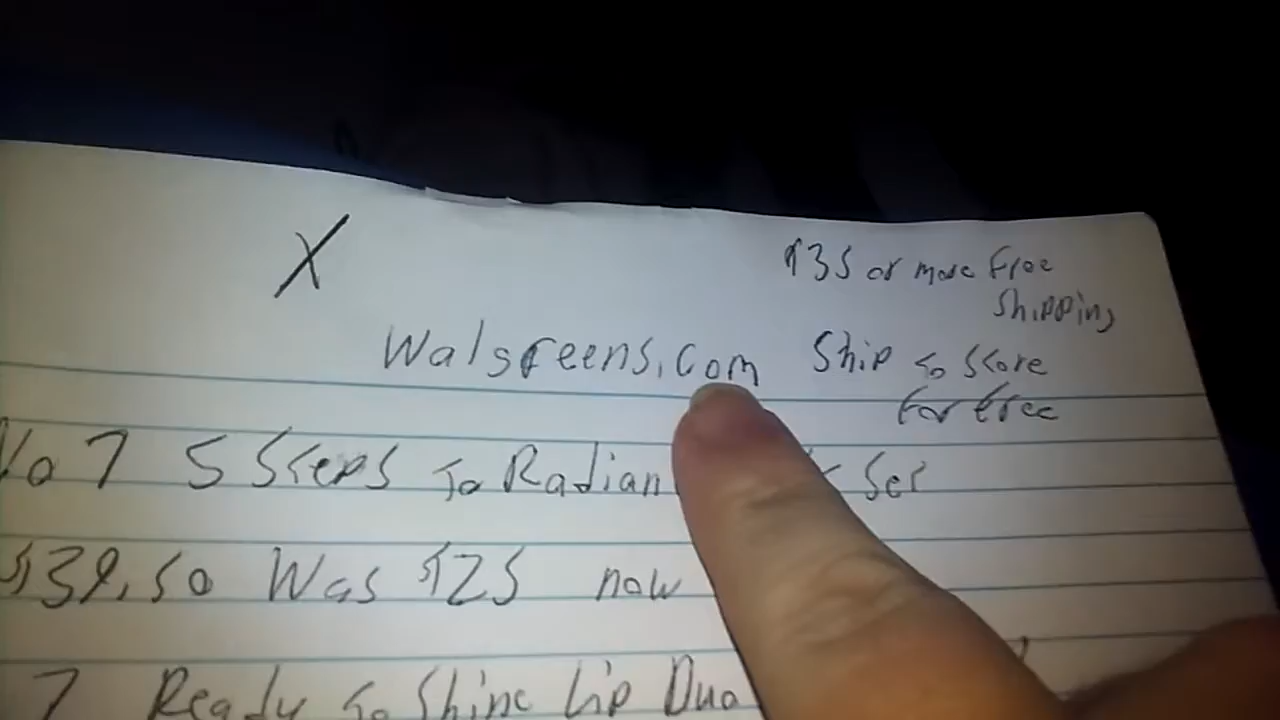 X
$35 or more free
shipping
Walgreens.com Ship to store
for free
No 7 5 Steps to Radian Set
$39.50 was $25 now
7 Ready to Shine Lip Duo